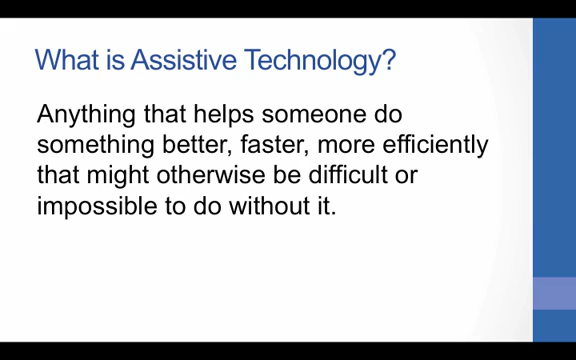 What is Assistive Technology?
Anything that helps someone do
something better, faster, more efficiently
that might otherwise be difficult or
impossible to do without it.